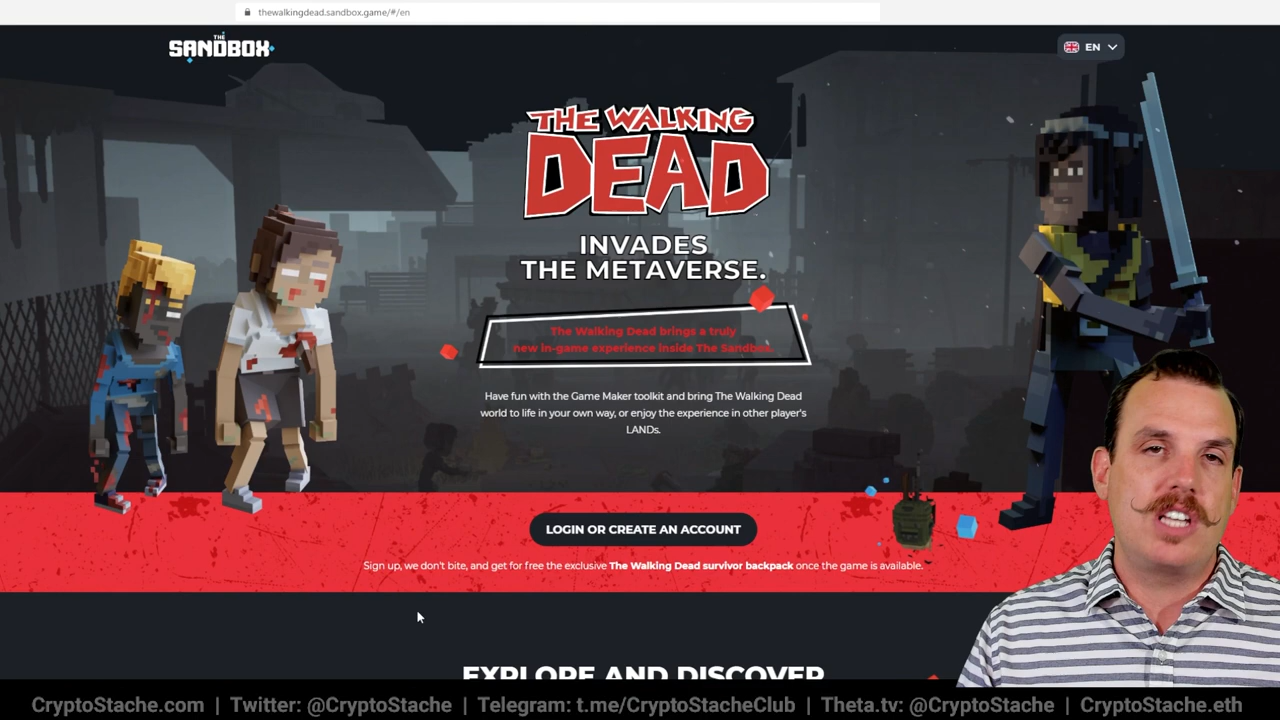 thewalkingdead.sandbox.game/#/en
THE
SANDBOX
EN
THE WALKING
DEAD
INVADES
THE METAVERSE.
The Walking Dead brings a truly
new in-game experience inside The Sandbox.
Have fun with the Game Maker toolkit and bring The Walking Dead
world to life in your own way, or enjoy the experience in other player's
LANDs.
LOGIN OR CREATE AN ACCOUNT
Sign up, we don't bite, and get for free the exclusive The Walking Dead survivor backpack once the game is available.
EXPLORE AND DISCOVER
CryptoStache.com | Twitter: @CryptoStache | Telegram: t.me/CryptoStacheClub | Theta.tv: @CryptoStache | CryptoStache.eth